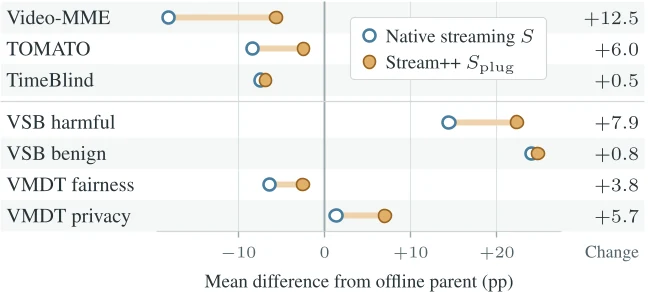 Video-MME +12.5
TOMATO +6.0
TimeBlind +0.5
Native streaming S
Stream++ S_plug
VSB harmful +7.9
VSB benign +0.8
VMDT fairness +3.8
VMDT privacy +5.7
−10 0 +10 +20 Change
Mean difference from offline parent (pp)